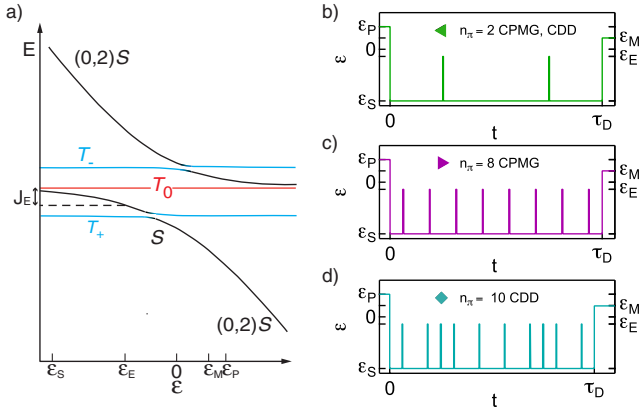 a)
E
(0,2)S
T-
T0
JE
T+
S
(0,2)S
εS
εE
0
εM
εP
ε
b)
εP
0
ε
εS
nπ = 2 CPMG, CDD
εM
εE
0
t
τD
c)
εP
0
ε
εS
nπ = 8 CPMG
εM
εE
0
t
τD
d)
εP
0
ε
εS
nπ = 10 CDD
εM
εE
0
t
τD